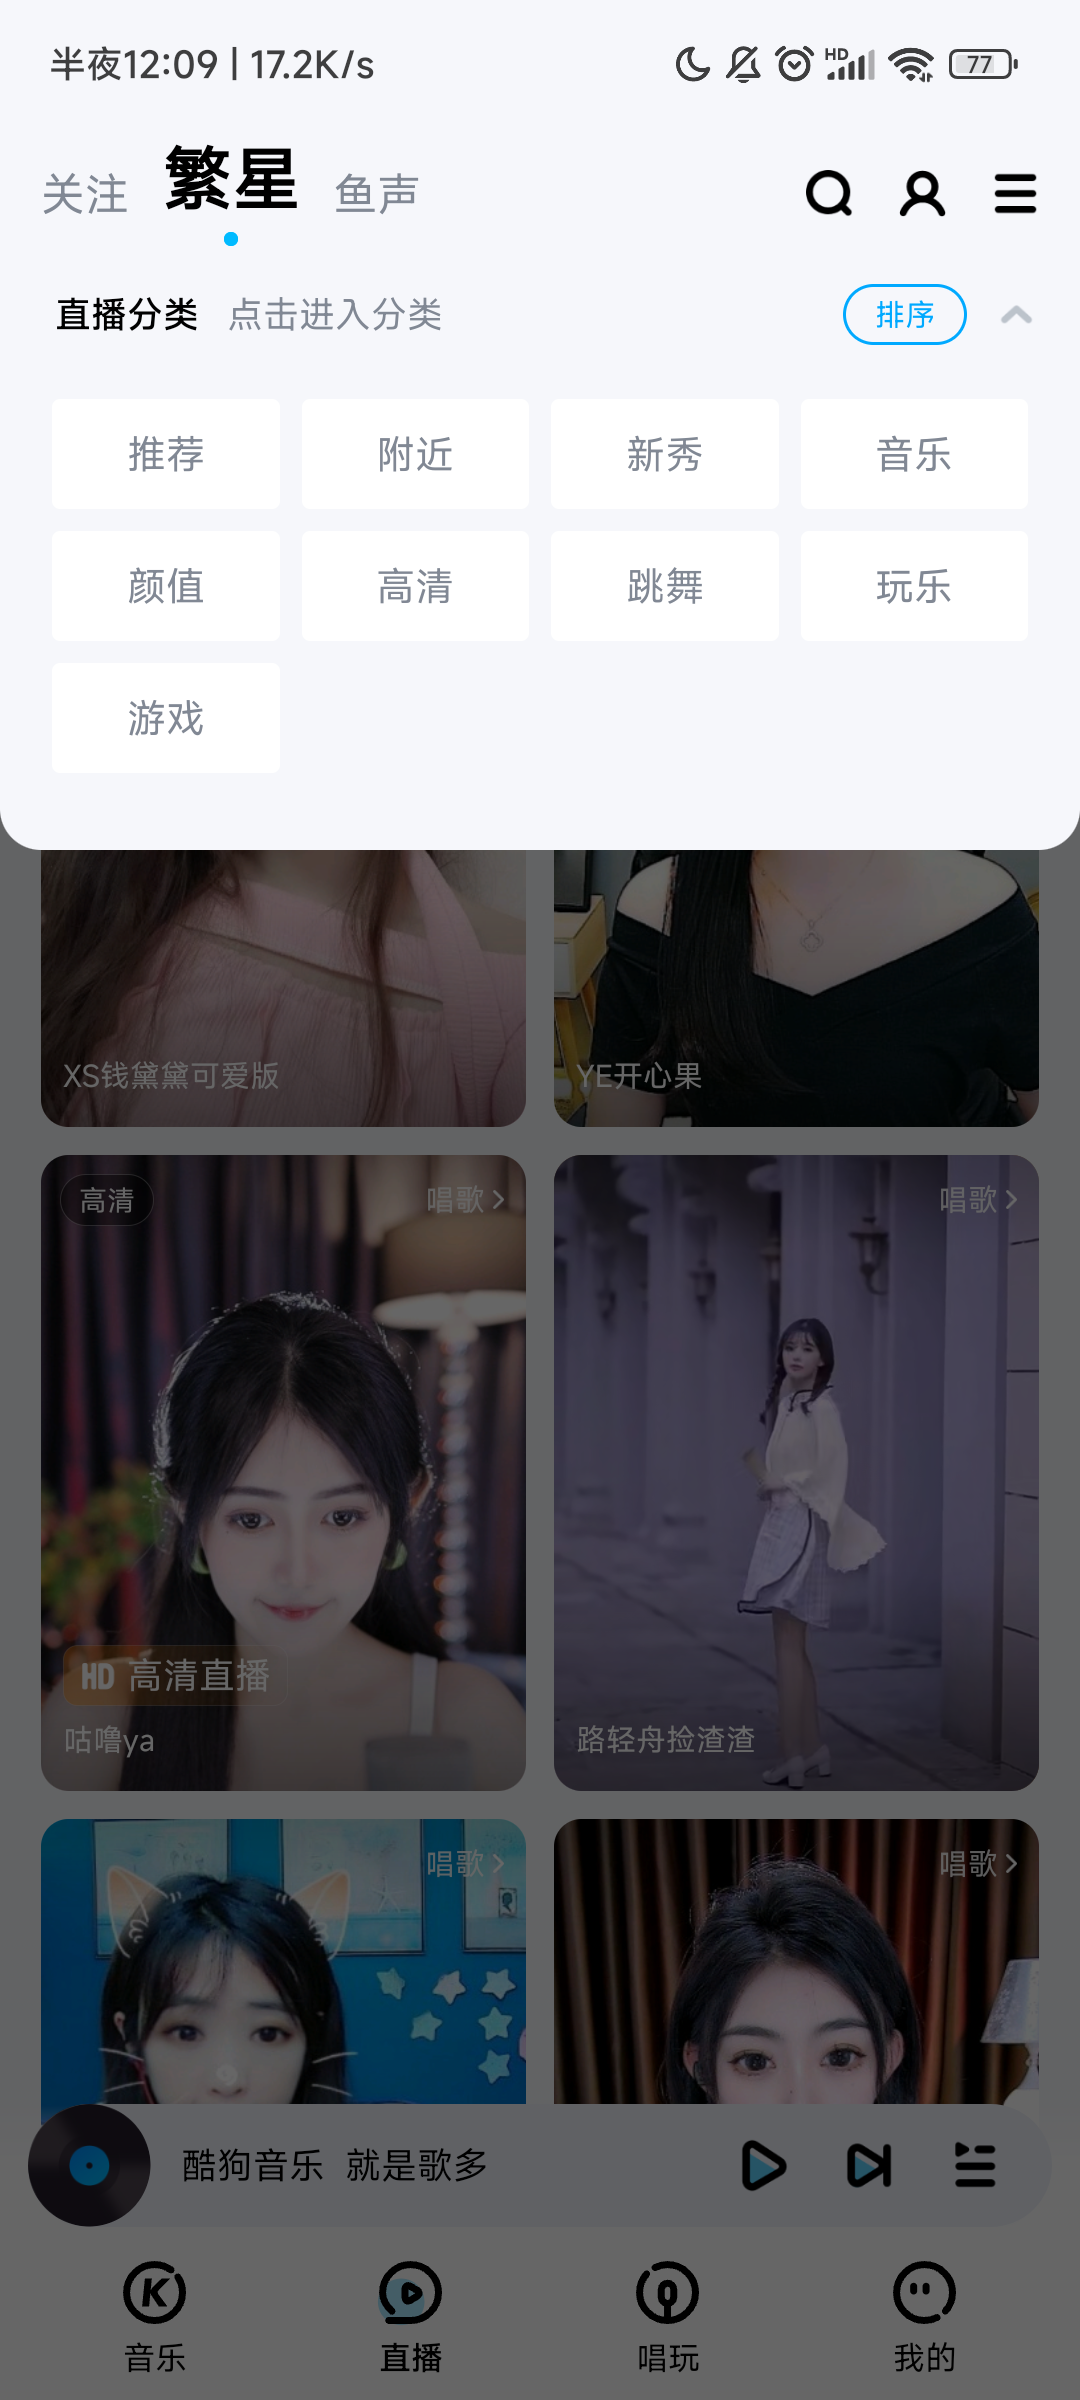 半夜12:09 | 17.2K/s HD 77
关注 繁星 鱼声
直播分类 点击进入分类 排序
推荐 附近 新秀 音乐
颜值 高清 跳舞 玩乐
游戏
XS钱黛黛可爱版 YE开心果
高清 唱歌 唱歌
HD 高清直播
咕噜ya 路轻舟捡渣渣
唱歌 唱歌
酷狗音乐 就是歌多
音乐 直播 唱玩 我的